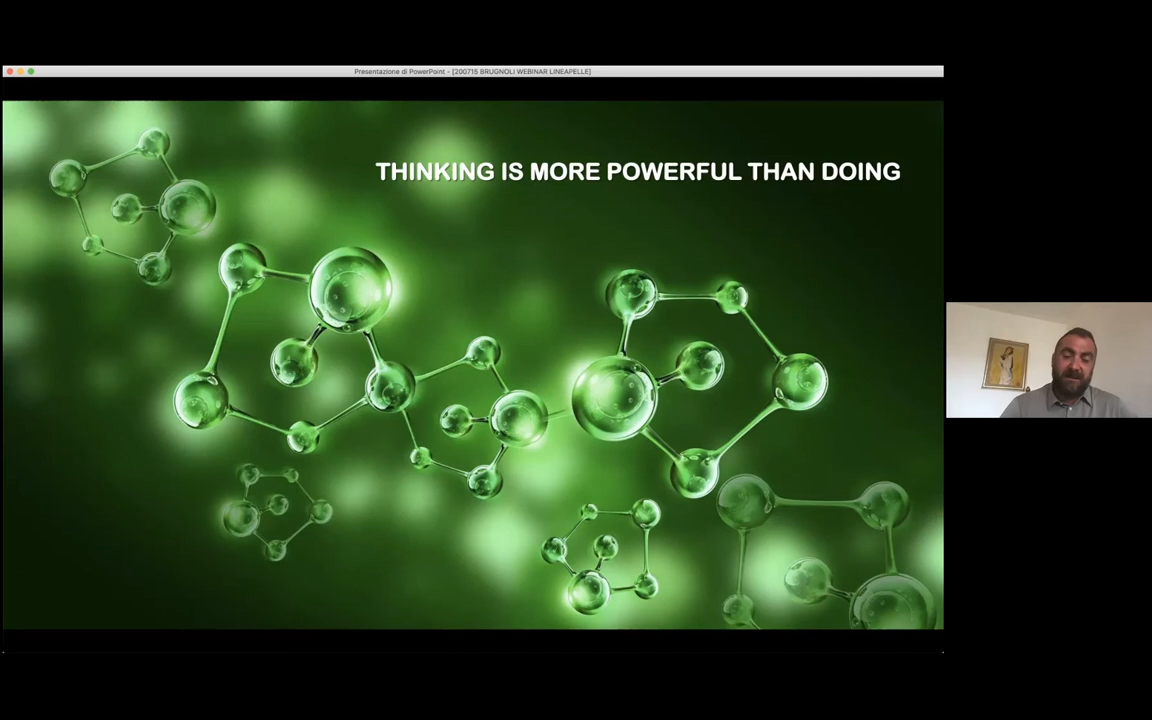 Presentazione di PowerPoint - [200715 BRUGNOLI WEBINAR LINEAPELLE]
THINKING IS MORE POWERFUL THAN DOING